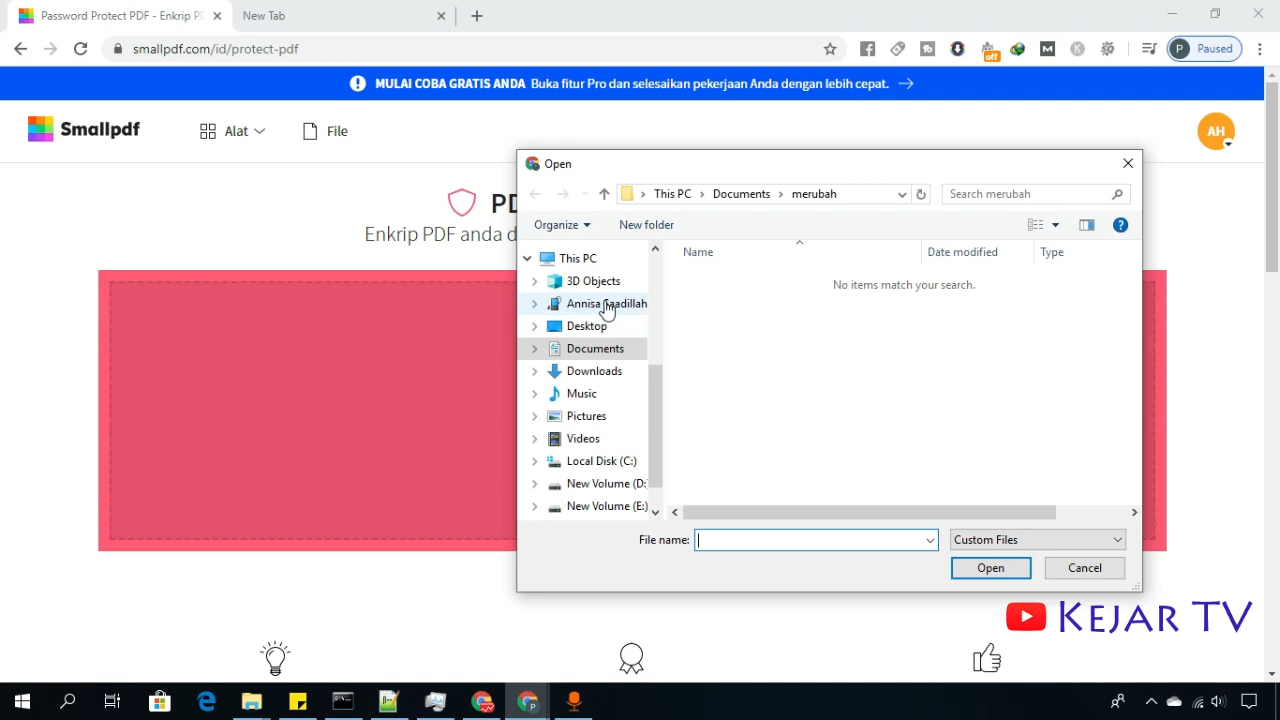 Password Protect PDF - Enkrip PD
New Tab
smallpdf.com/id/protect-pdf
off
M
K
P Paused
MULAI COBA GRATIS ANDA Buka fitur Pro dan selesaikan pekerjaan Anda dengan lebih cepat.
Smallpdf
Alat
File
AH
PD
Enkrip PDF anda d
Open
This PC
Documents
merubah
Search merubah
Organize
New folder
Name
Date modified
Type
No items match your search.
This PC
3D Objects
Annisa Saadillah
Desktop
Documents
Downloads
Music
Pictures
Videos
Local Disk (C:)
New Volume (D:
New Volume (E:)
File name:
Custom Files
Open
Cancel
KEJAR TV